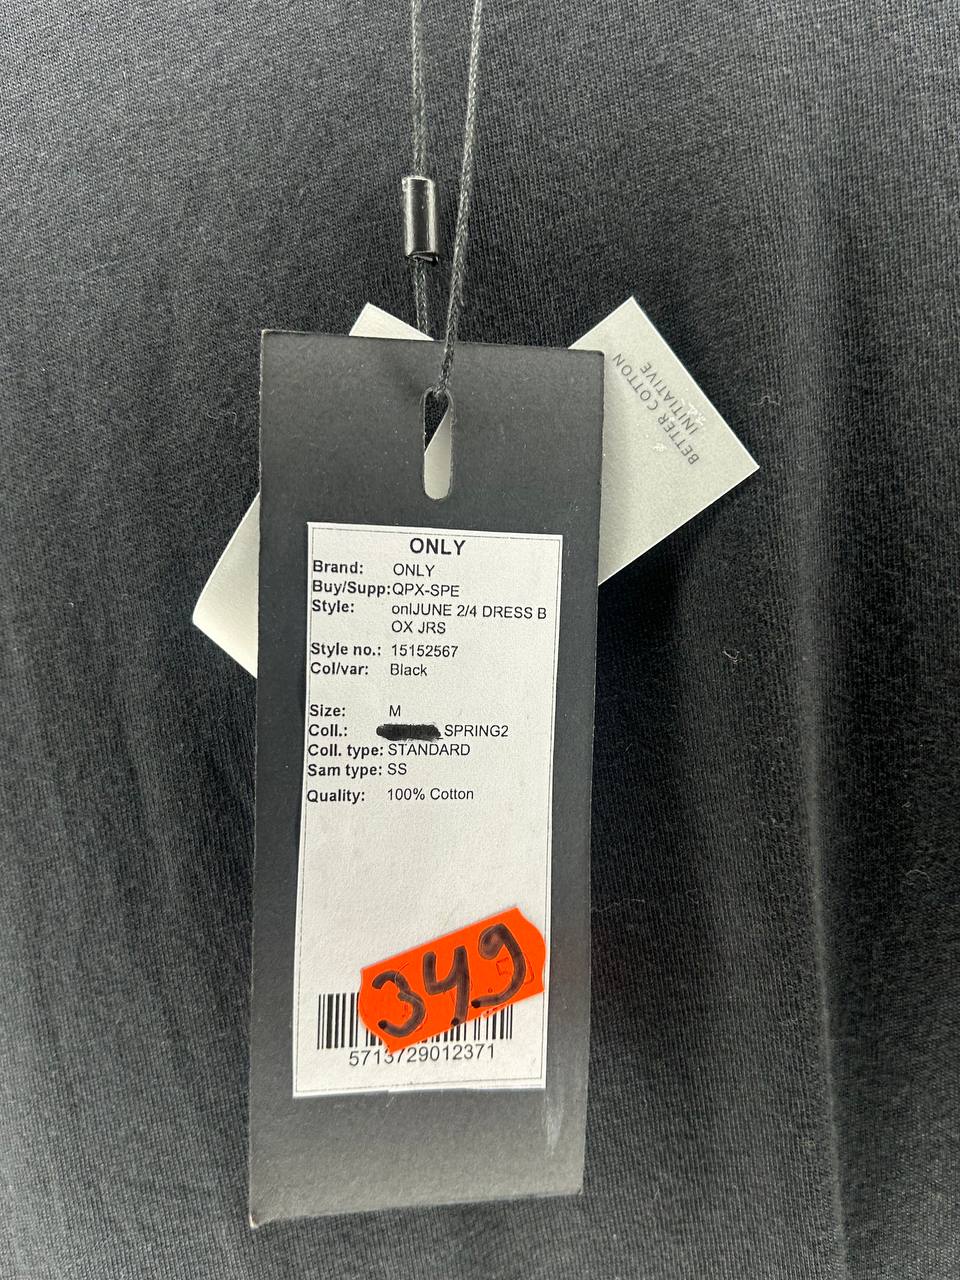 BETTER COTTON
INITIATIVE
ONLY
Brand: ONLY
Buy/Supp:QPX-SPE
Style: onlJUNE 2/4 DRESS B
OX JRS
Style no.: 15152567
Col/var: Black
Size: M
Coll.: _SPRING2
Coll. type: STANDARD
Sam type: SS
Quality: 100% Cotton
349
5713729012371